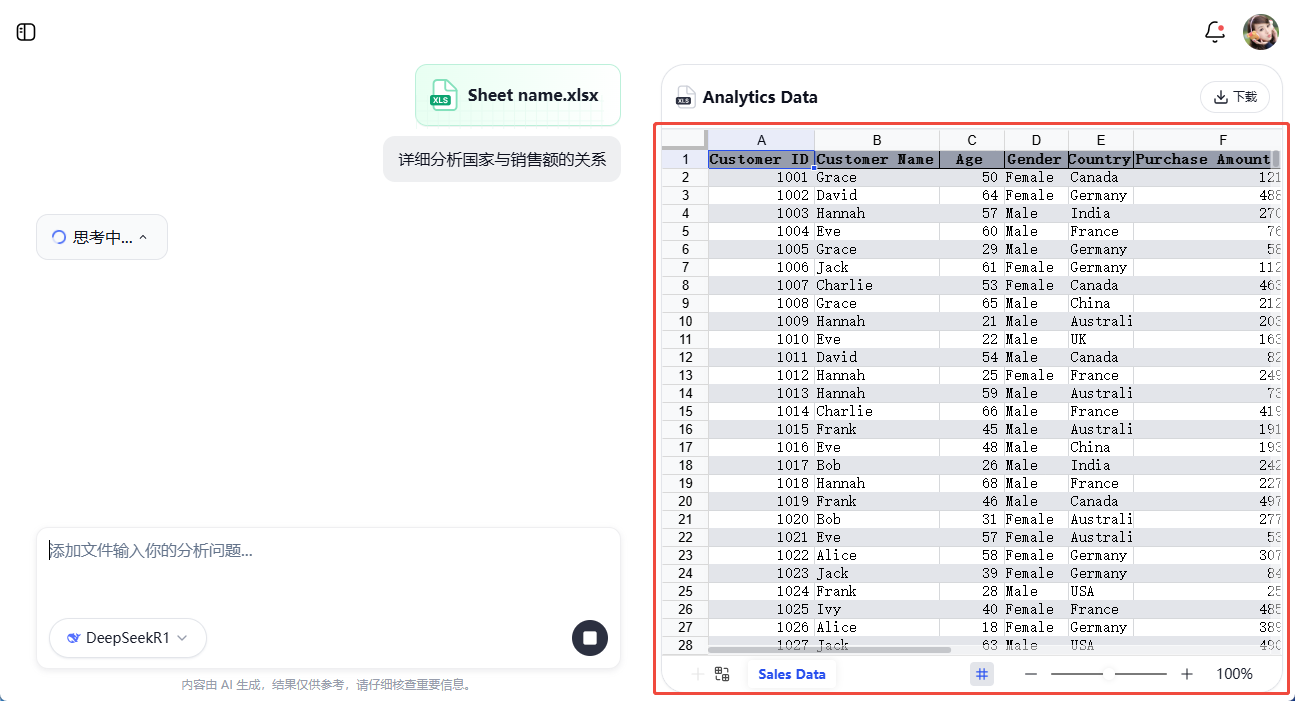 XLS Sheet name.xlsx
详细分析国家与销售额的关系
思考中...
添加文件输入你的分析问题...
DeepSeekR1
内容由 AI 生成，结果仅供参考，请仔细核查重要信息。
XLS Analytics Data
下载
A B C D E F
1 Customer ID Customer Name Age Gender Country Purchase Amount
2 1001 Grace 50 Female Canada 121
3 1002 David 64 Female Germany 488
4 1003 Hannah 57 Male India 270
5 1004 Eve 60 Male France 76
6 1005 Grace 29 Male Germany 58
7 1006 Jack 61 Female Germany 112
8 1007 Charlie 53 Female Canada 463
9 1008 Grace 65 Male China 212
10 1009 Hannah 21 Male Australi 203
11 1010 Eve 22 Male UK 163
12 1011 David 54 Male Canada 82
13 1012 Hannah 25 Female France 249
14 1013 Hannah 59 Male Australi 73
15 1014 Charlie 66 Male France 419
16 1015 Frank 45 Male Australi 191
17 1016 Eve 48 Male China 193
18 1017 Bob 26 Male India 242
19 1018 Hannah 68 Male France 227
20 1019 Frank 46 Male Canada 497
21 1020 Bob 31 Female Australi 277
22 1021 Eve 57 Female Australi 53
23 1022 Alice 58 Female Germany 307
24 1023 Jack 39 Female Germany 84
25 1024 Frank 28 Male USA 25
26 1025 Ivy 40 Female France 485
27 1026 Alice 18 Female Germany 389
28 1027 Jack 63 Male USA 490
Sales Data
100%